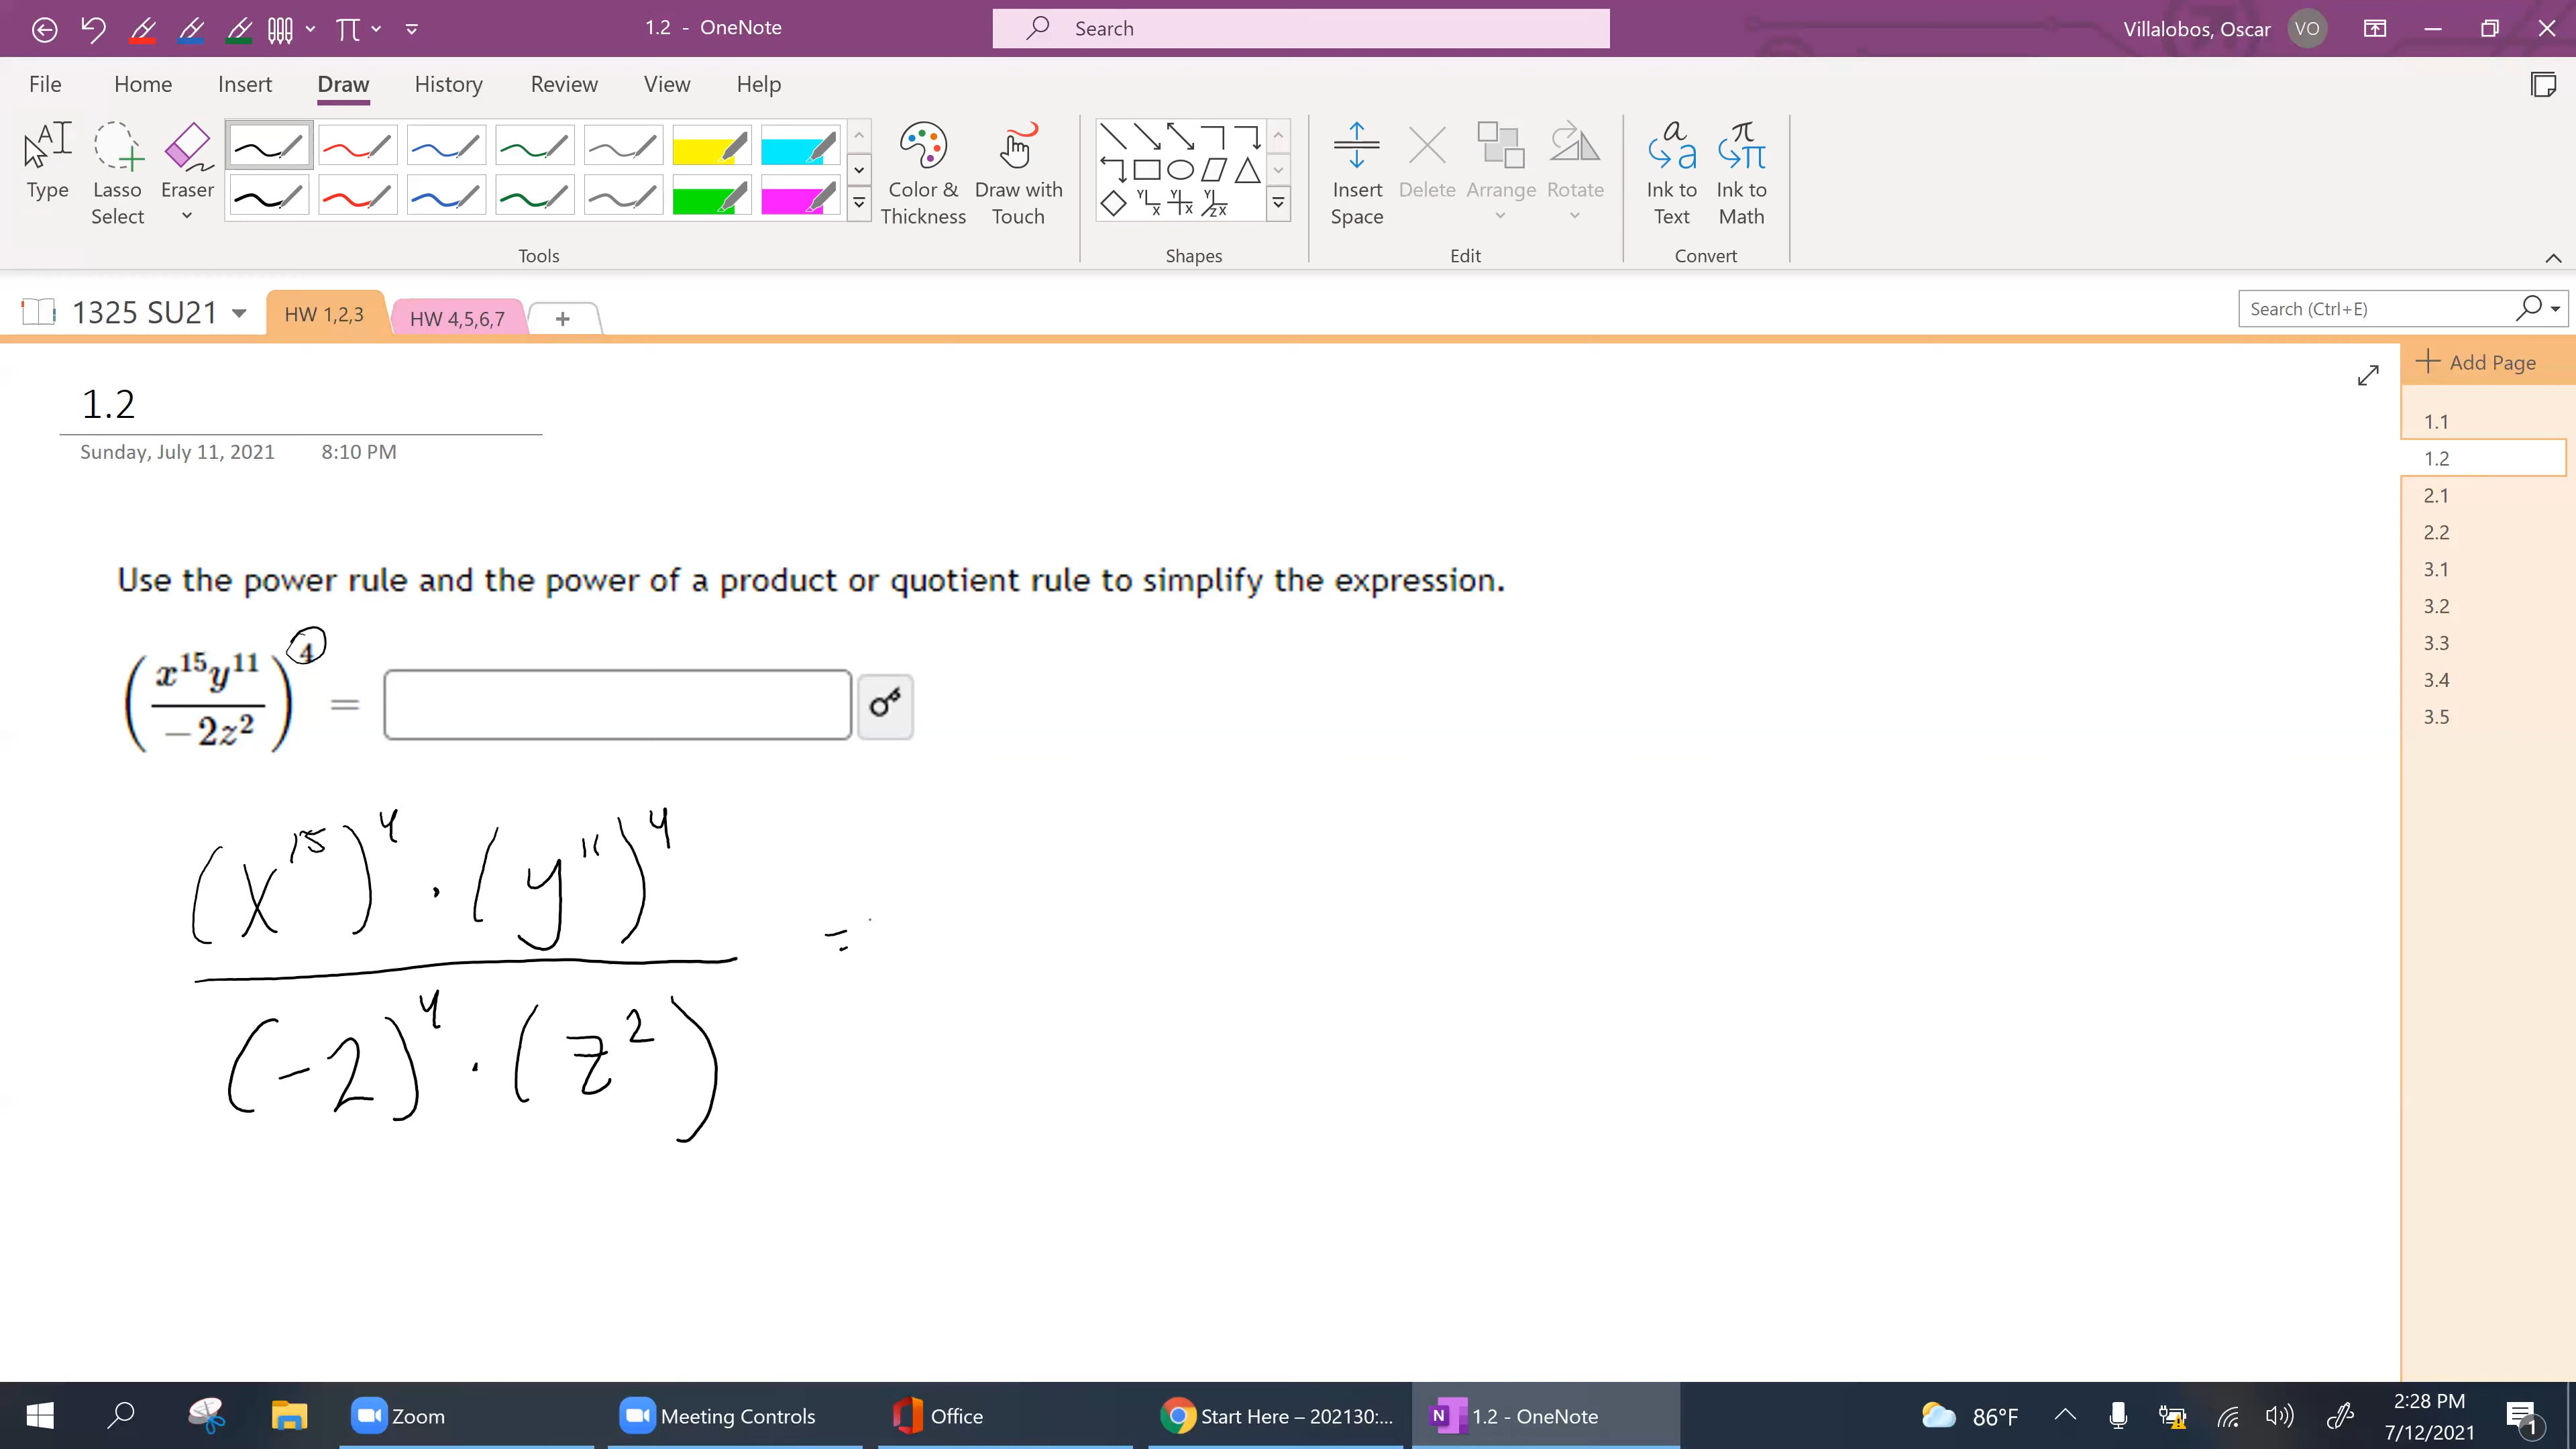 1.2 - OneNote
Search
Villalobos, Oscar VO
File Home Insert Draw History Review View Help
Type
Lasso Select
Eraser
Color & Thickness
Draw with Touch
Insert Space
Delete
Arrange
Rotate
Ink to Text
Ink to Math
Tools Shapes Edit Convert
1325 SU21 HW 1,2,3 HW 4,5,6,7 +
Search (Ctrl+E)
Add Page
1.1
1.2
2.1
2.2
3.1
3.2
3.3
3.4
3.5
1.2
Sunday, July 11, 2021 8:10 PM
Use the power rule and the power of a product or quotient rule to simplify the expression.
(x^15 y^11 / -2z^2)^4 =
(x^15)^4 · (y^11)^4
=
(-2)^4 · (z^2)
Zoom Meeting Controls Office Start Here – 202130:... 1.2 - OneNote 86°F 2:28 PM
7/12/2021 1